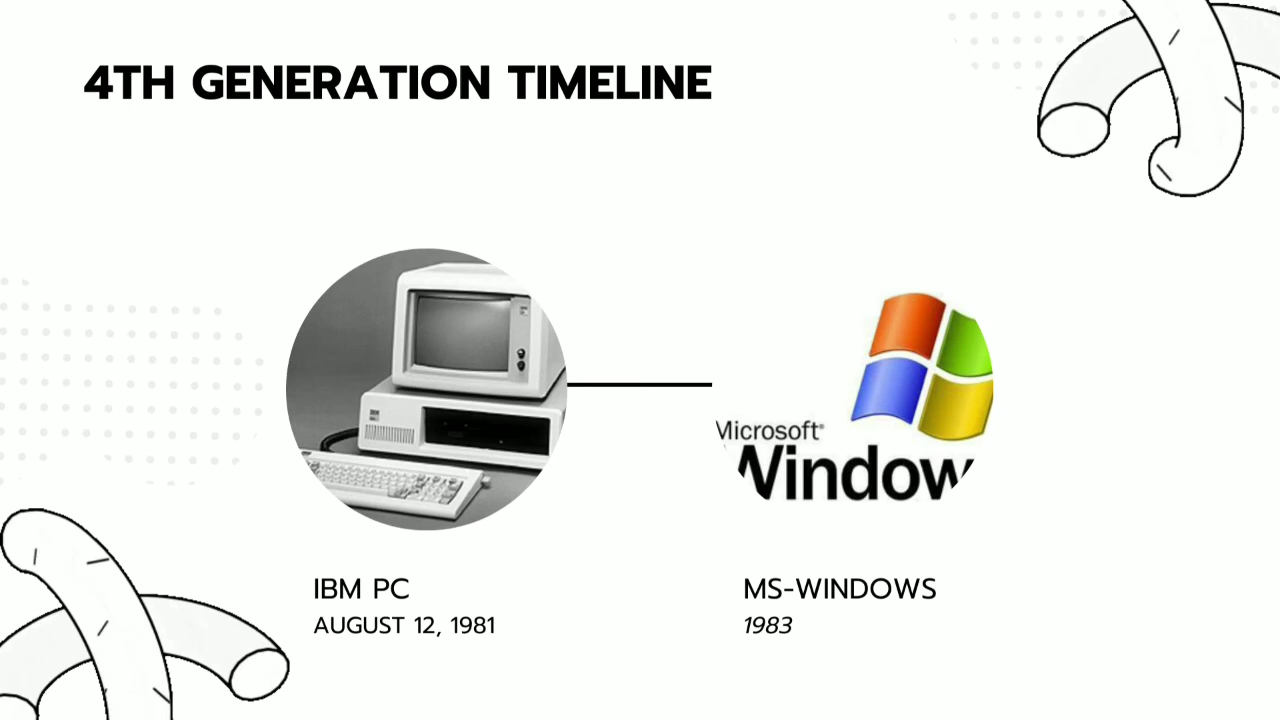 4TH GENERATION TIMELINE
Microsoft®
Window
IBM PC
AUGUST 12, 1981
MS-WINDOWS
1983